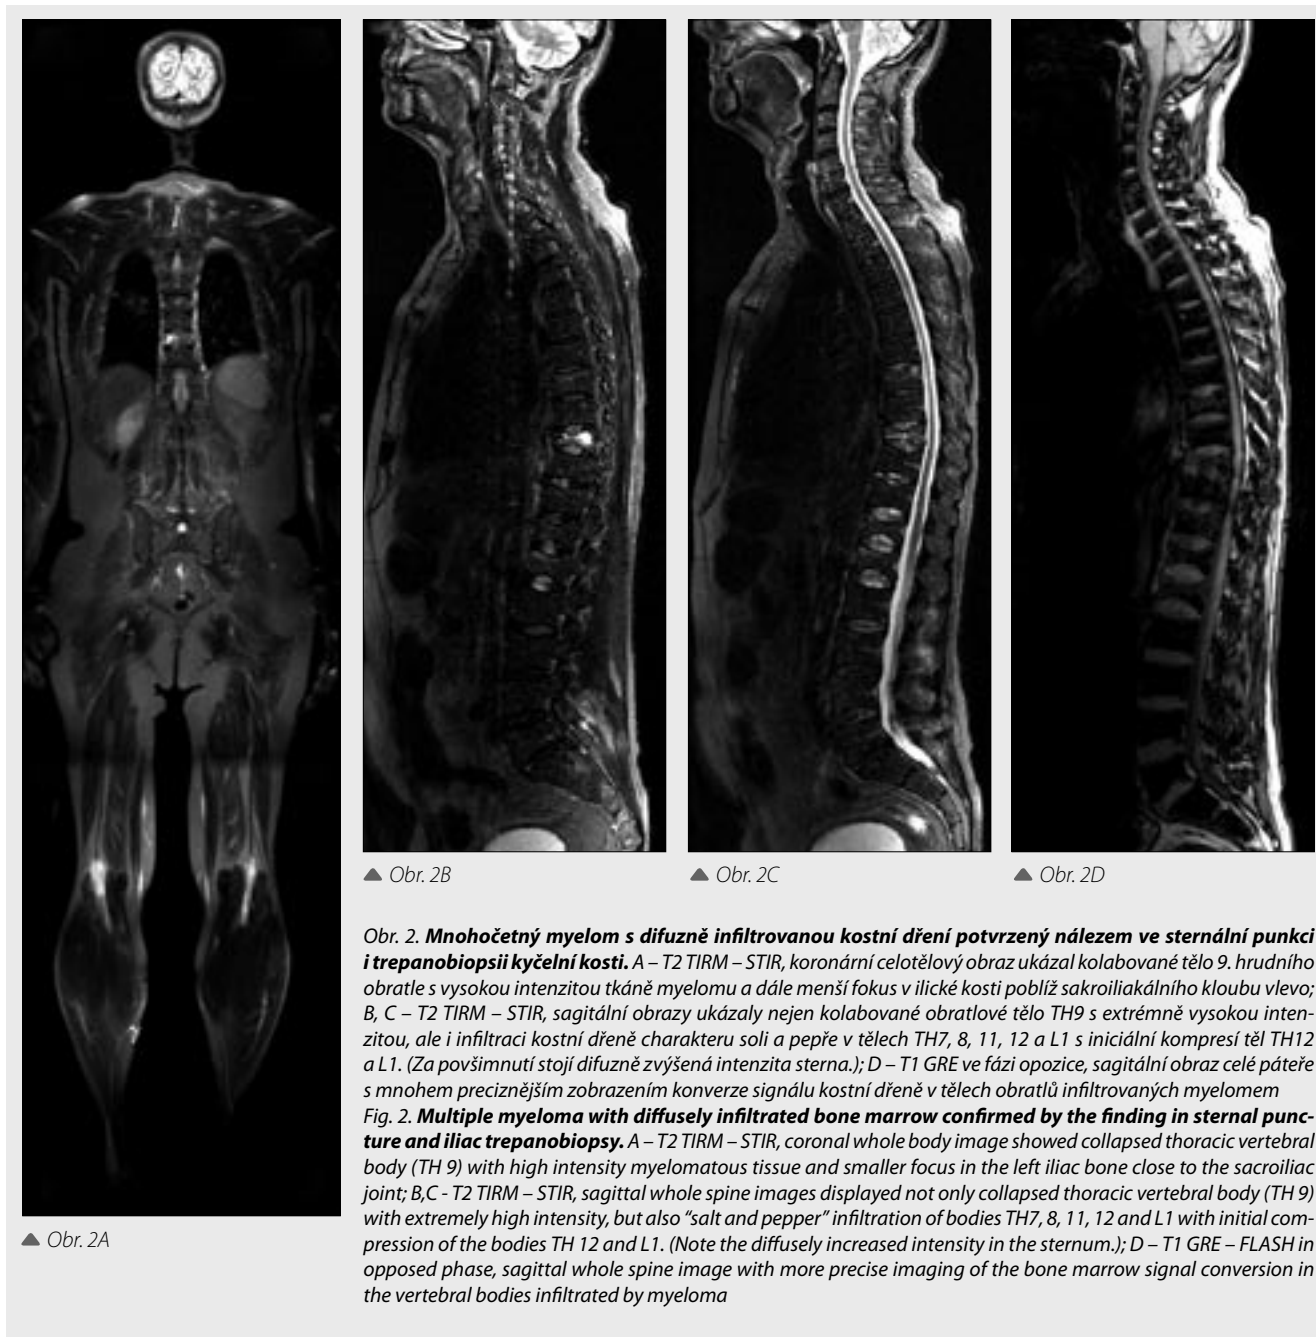 ▲ Obr. 2B
▲ Obr. 2C
▲ Obr. 2D
Obr. 2. Mnohočetný myelom s difuzně infiltrovanou kostní dření potvrzený nálezem ve sternální punkci
i trepanobiopsii kyčelní kosti. A – T2 TIRM – STIR, koronární celotělový obraz ukázal kolabované tělo 9. hrudního
obratle s vysokou intenzitou tkáně myelomu a dále menší fokus v ilické kosti poblíž sakroiliakálního kloubu vlevo;
B, C – T2 TIRM – STIR, sagitální obrazy ukázaly nejen kolabované obratlové tělo TH9 s extrémně vysokou inten-
zitou, ale i infiltraci kostní dřeně charakteru soli a pepře v tělech TH7, 8, 11, 12 a L1 s iniciální kompresí těl TH12
a L1. (Za povšimnutí stojí difuzně zvýšená intenzita sterna.); D – T1 GRE ve fázi opozice, sagitální obraz celé páteře
s mnohem preciznějším zobrazením konverze signálu kostní dřeně v tělech obratlů infiltrovaných myelomem
Fig. 2. Multiple myeloma with diffusely infiltrated bone marrow confirmed by the finding in sternal punc-
ture and iliac trepanobiopsy. A – T2 TIRM – STIR, coronal whole body image showed collapsed thoracic vertebral
body (TH 9) with high intensity myelomatous tissue and smaller focus in the left iliac bone close to the sacroiliac
joint; B,C - T2 TIRM – STIR, sagittal whole spine images displayed not only collapsed thoracic vertebral body (TH 9)
with extremely high intensity, but also “salt and pepper” infiltration of bodies TH7, 8, 11, 12 and L1 with initial com-
pression of the bodies TH 12 and L1. (Note the diffusely increased intensity in the sternum.); D – T1 GRE – FLASH in
opposed phase, sagittal whole spine image with more precise imaging of the bone marrow signal conversion in
the vertebral bodies infiltrated by myeloma
▲ Obr. 2A